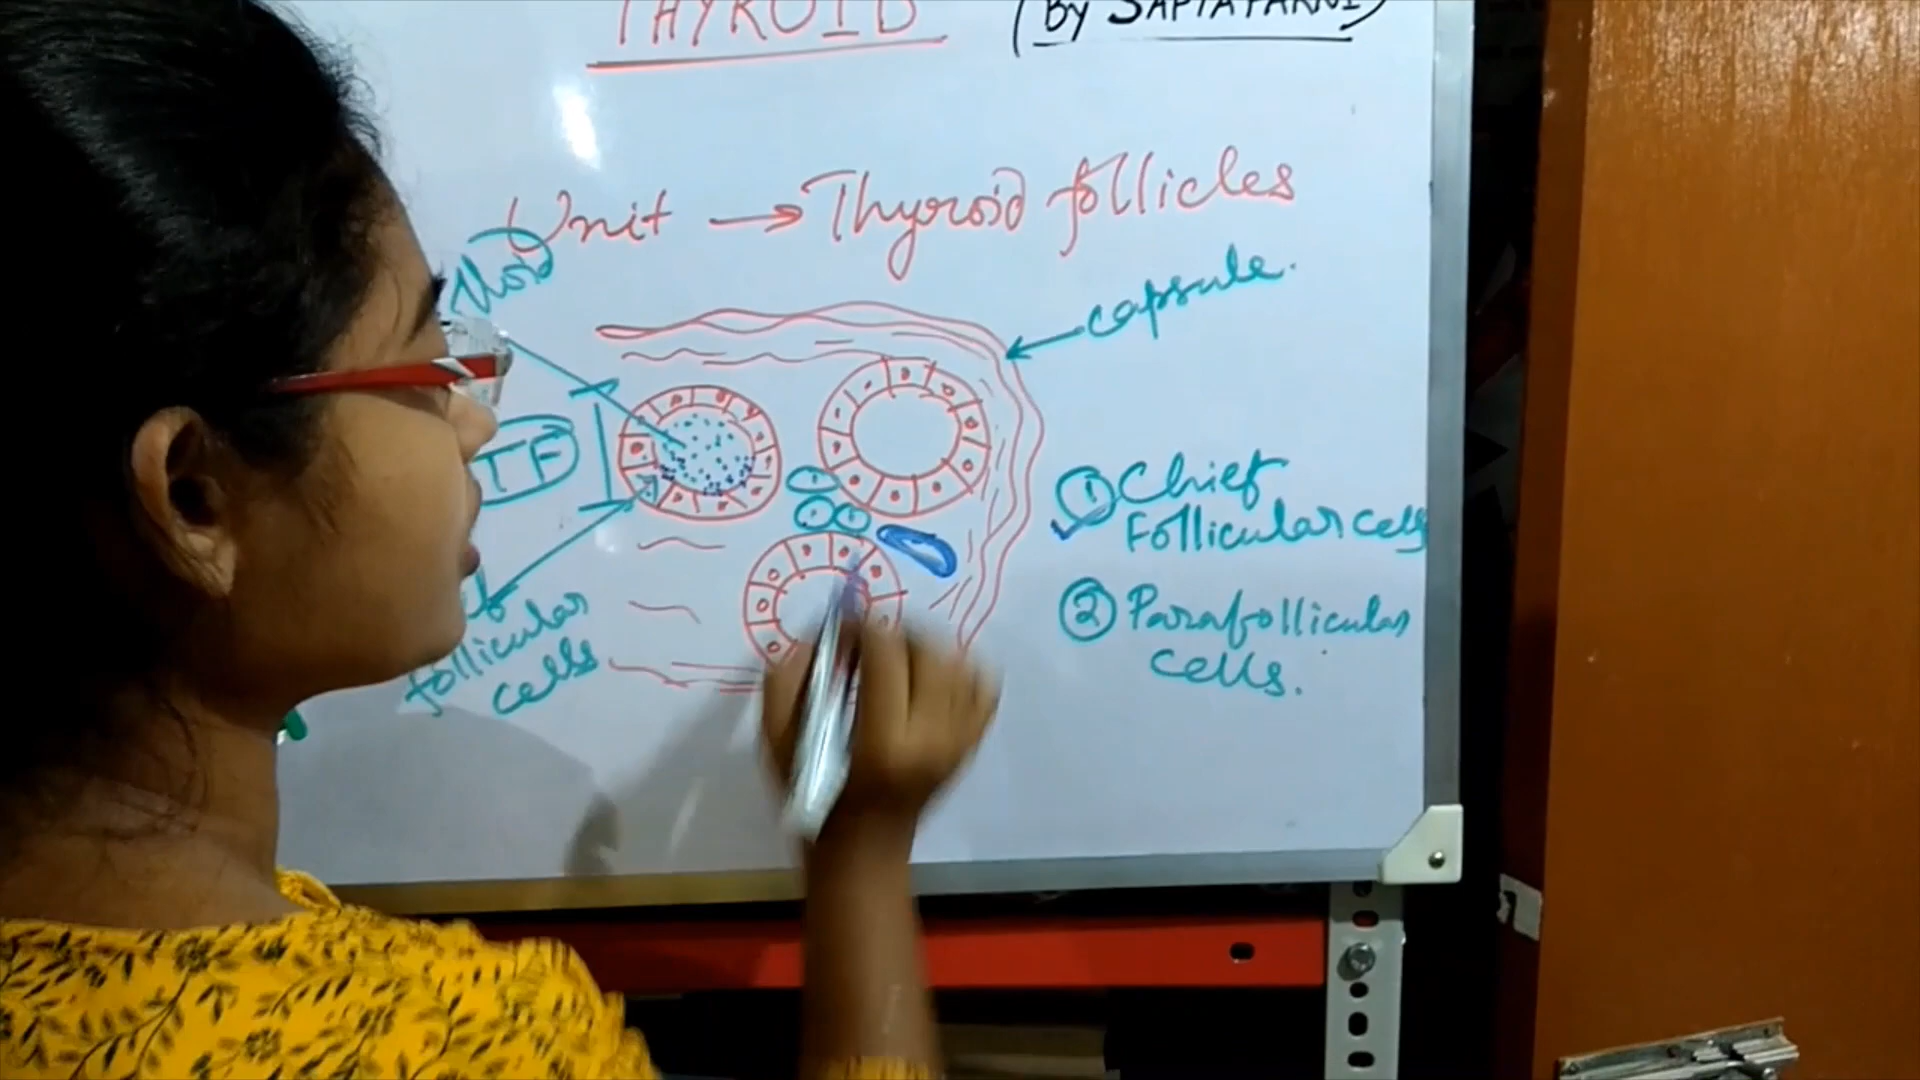 THYROID (By SAPTAPARNI)
Unit → Thyroid follicles
capsule.
TF
① Chief
Follicular cells
② Parafollicular
cells.
follicular
cells